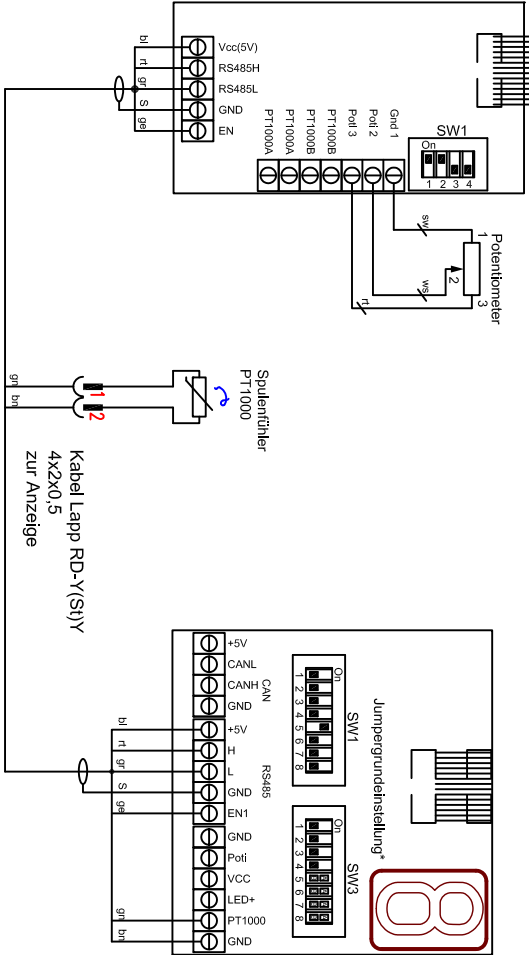 Vcc(5V)
RS485H
RS485L
GND
EN
bl
rt
gr
S
ge
PT1000A
PT1000A
PT1000B
PT1000B
Poti 3
Poti 2
Gnd 1
SW1
On
1 2 3 4
Potentiometer
1
2
3
sw
ws
rt
Spulenfühler
PT1000
1
2
gn
bn
Kabel Lapp RD-Y(St)Y
4x2x0,5
zur Anzeige
+5V
CANL
CANH
GND
CAN
+5V
H
L
GND
EN1
RS485
GND
Poti
VCC
LED+
PT1000
GND
bl
rt
gr
S
ge
gn
bn
SW1
On
1 2 3 4 5 6 7 8
SW3
On
1 2 3 4 5 6 7 8
Jumpergrundeinstellung*
8